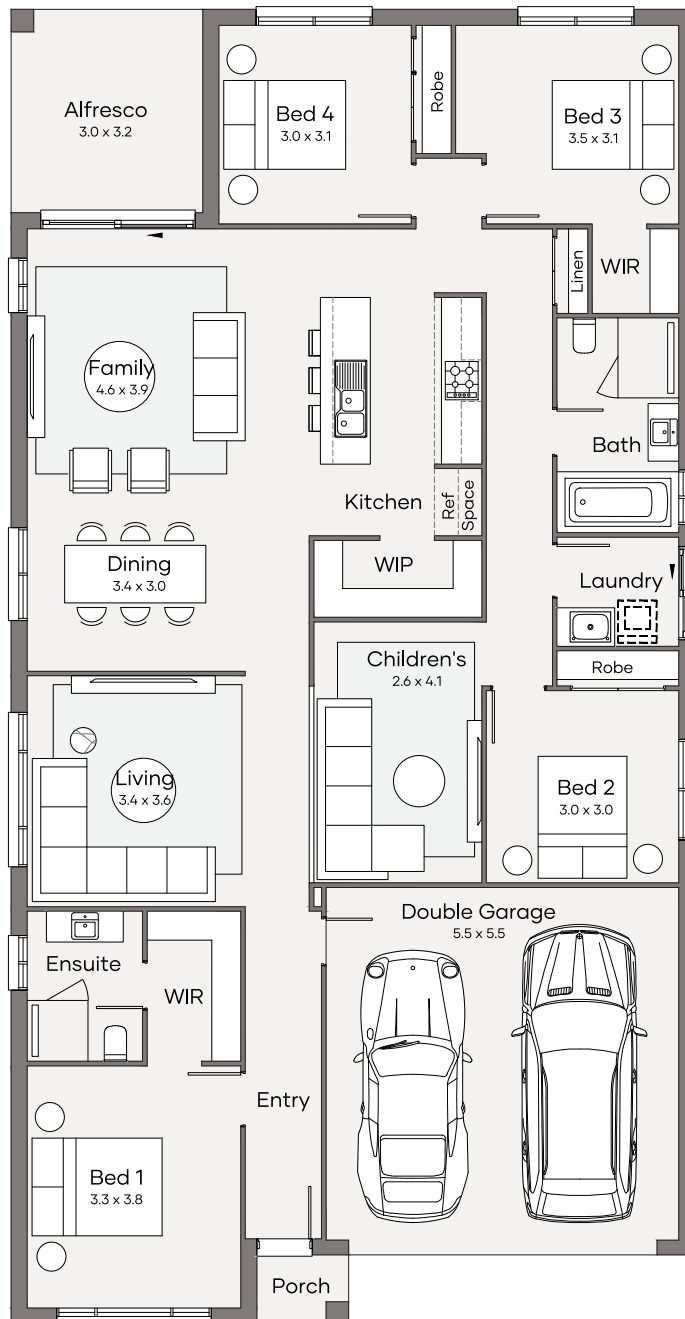 Alfresco
3.0 x 3.2
Bed 4
3.0 x 3.1
Robe
Bed 3
3.5 x 3.1
Linen
WIR
Family
4.6 x 3.9
Bath
Kitchen
Ref
Space
Dining
3.4 x 3.0
WIP
Laundry
Children's
2.6 x 4.1
Robe
Living
3.4 x 3.6
Bed 2
3.0 x 3.0
Double Garage
5.5 x 5.5
Ensuite
WIR
Entry
Bed 1
3.3 x 3.8
Porch